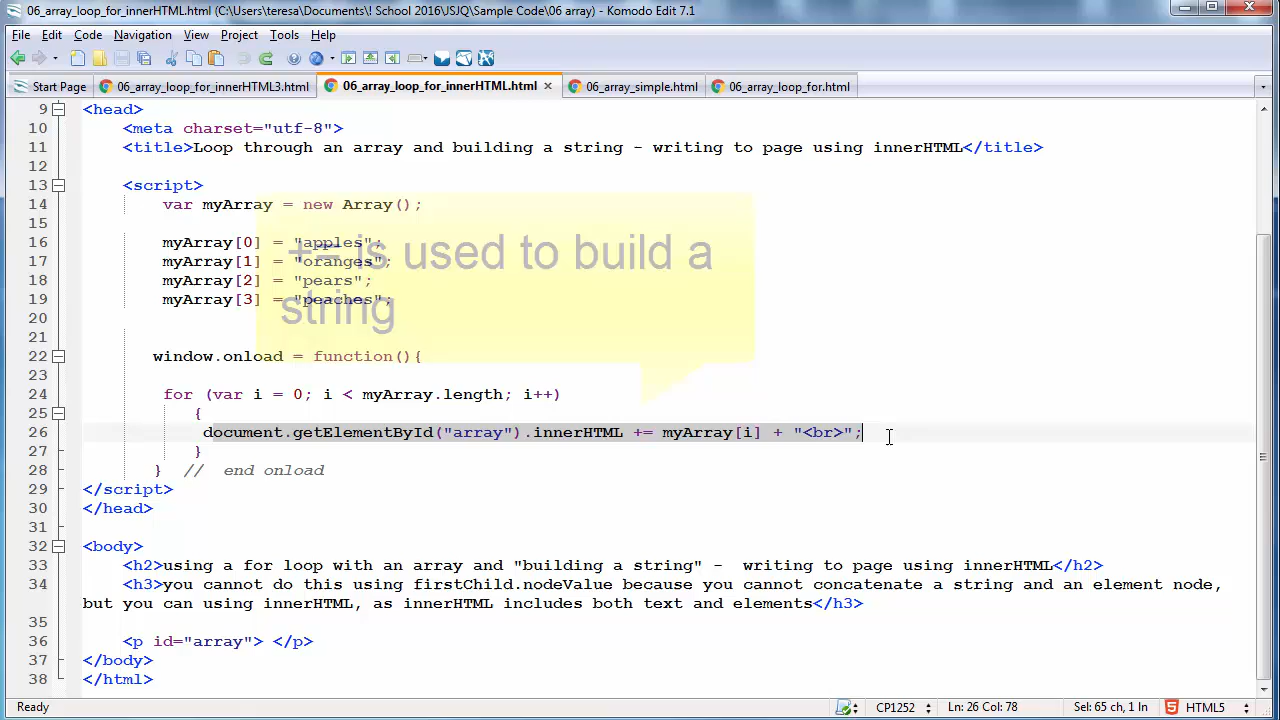 06_array_loop_for_innerHTML.html (C:\Users\teresa\Documents\! School 2016\JSJQ\Sample Code\06 array) - Komodo Edit 7.1
File Edit Code Navigation View Project Tools Help
Start Page 06_array_loop_for_innerHTML3.html 06_array_loop_for_innerHTML.html 06_array_simple.html 06_array_loop_for.html
9 <head>
10 <meta charset="utf-8">
11 <title>Loop through an array and building a string - writing to page using innerHTML</title>
12
13 <script>
14 var myArray = new Array();
15
16 myArray[0] = "apples";
17 myArray[1] = "oranges";
18 myArray[2] = "pears";
19 myArray[3] = "peaches";
+= is used to build a
string
20
21
22 window.onload = function(){
23
24 for (var i = 0; i < myArray.length; i++)
25 {
26 document.getElementById("array").innerHTML += myArray[i] + "<br>";
27 }
28 } // end onload
29 </script>
30 </head>
31
32 <body>
33 <h2>using a for loop with an array and "building a string" - writing to page using innerHTML</h2>
34 <h3>you cannot do this using firstChild.nodeValue because you cannot concatenate a string and an element node,
but you can using innerHTML, as innerHTML includes both text and elements</h3>
35
36 <p id="array"> </p>
37 </body>
38 </html>
Ready CP1252 Ln: 26 Col: 78 Sel: 65 ch, 1 ln HTML5